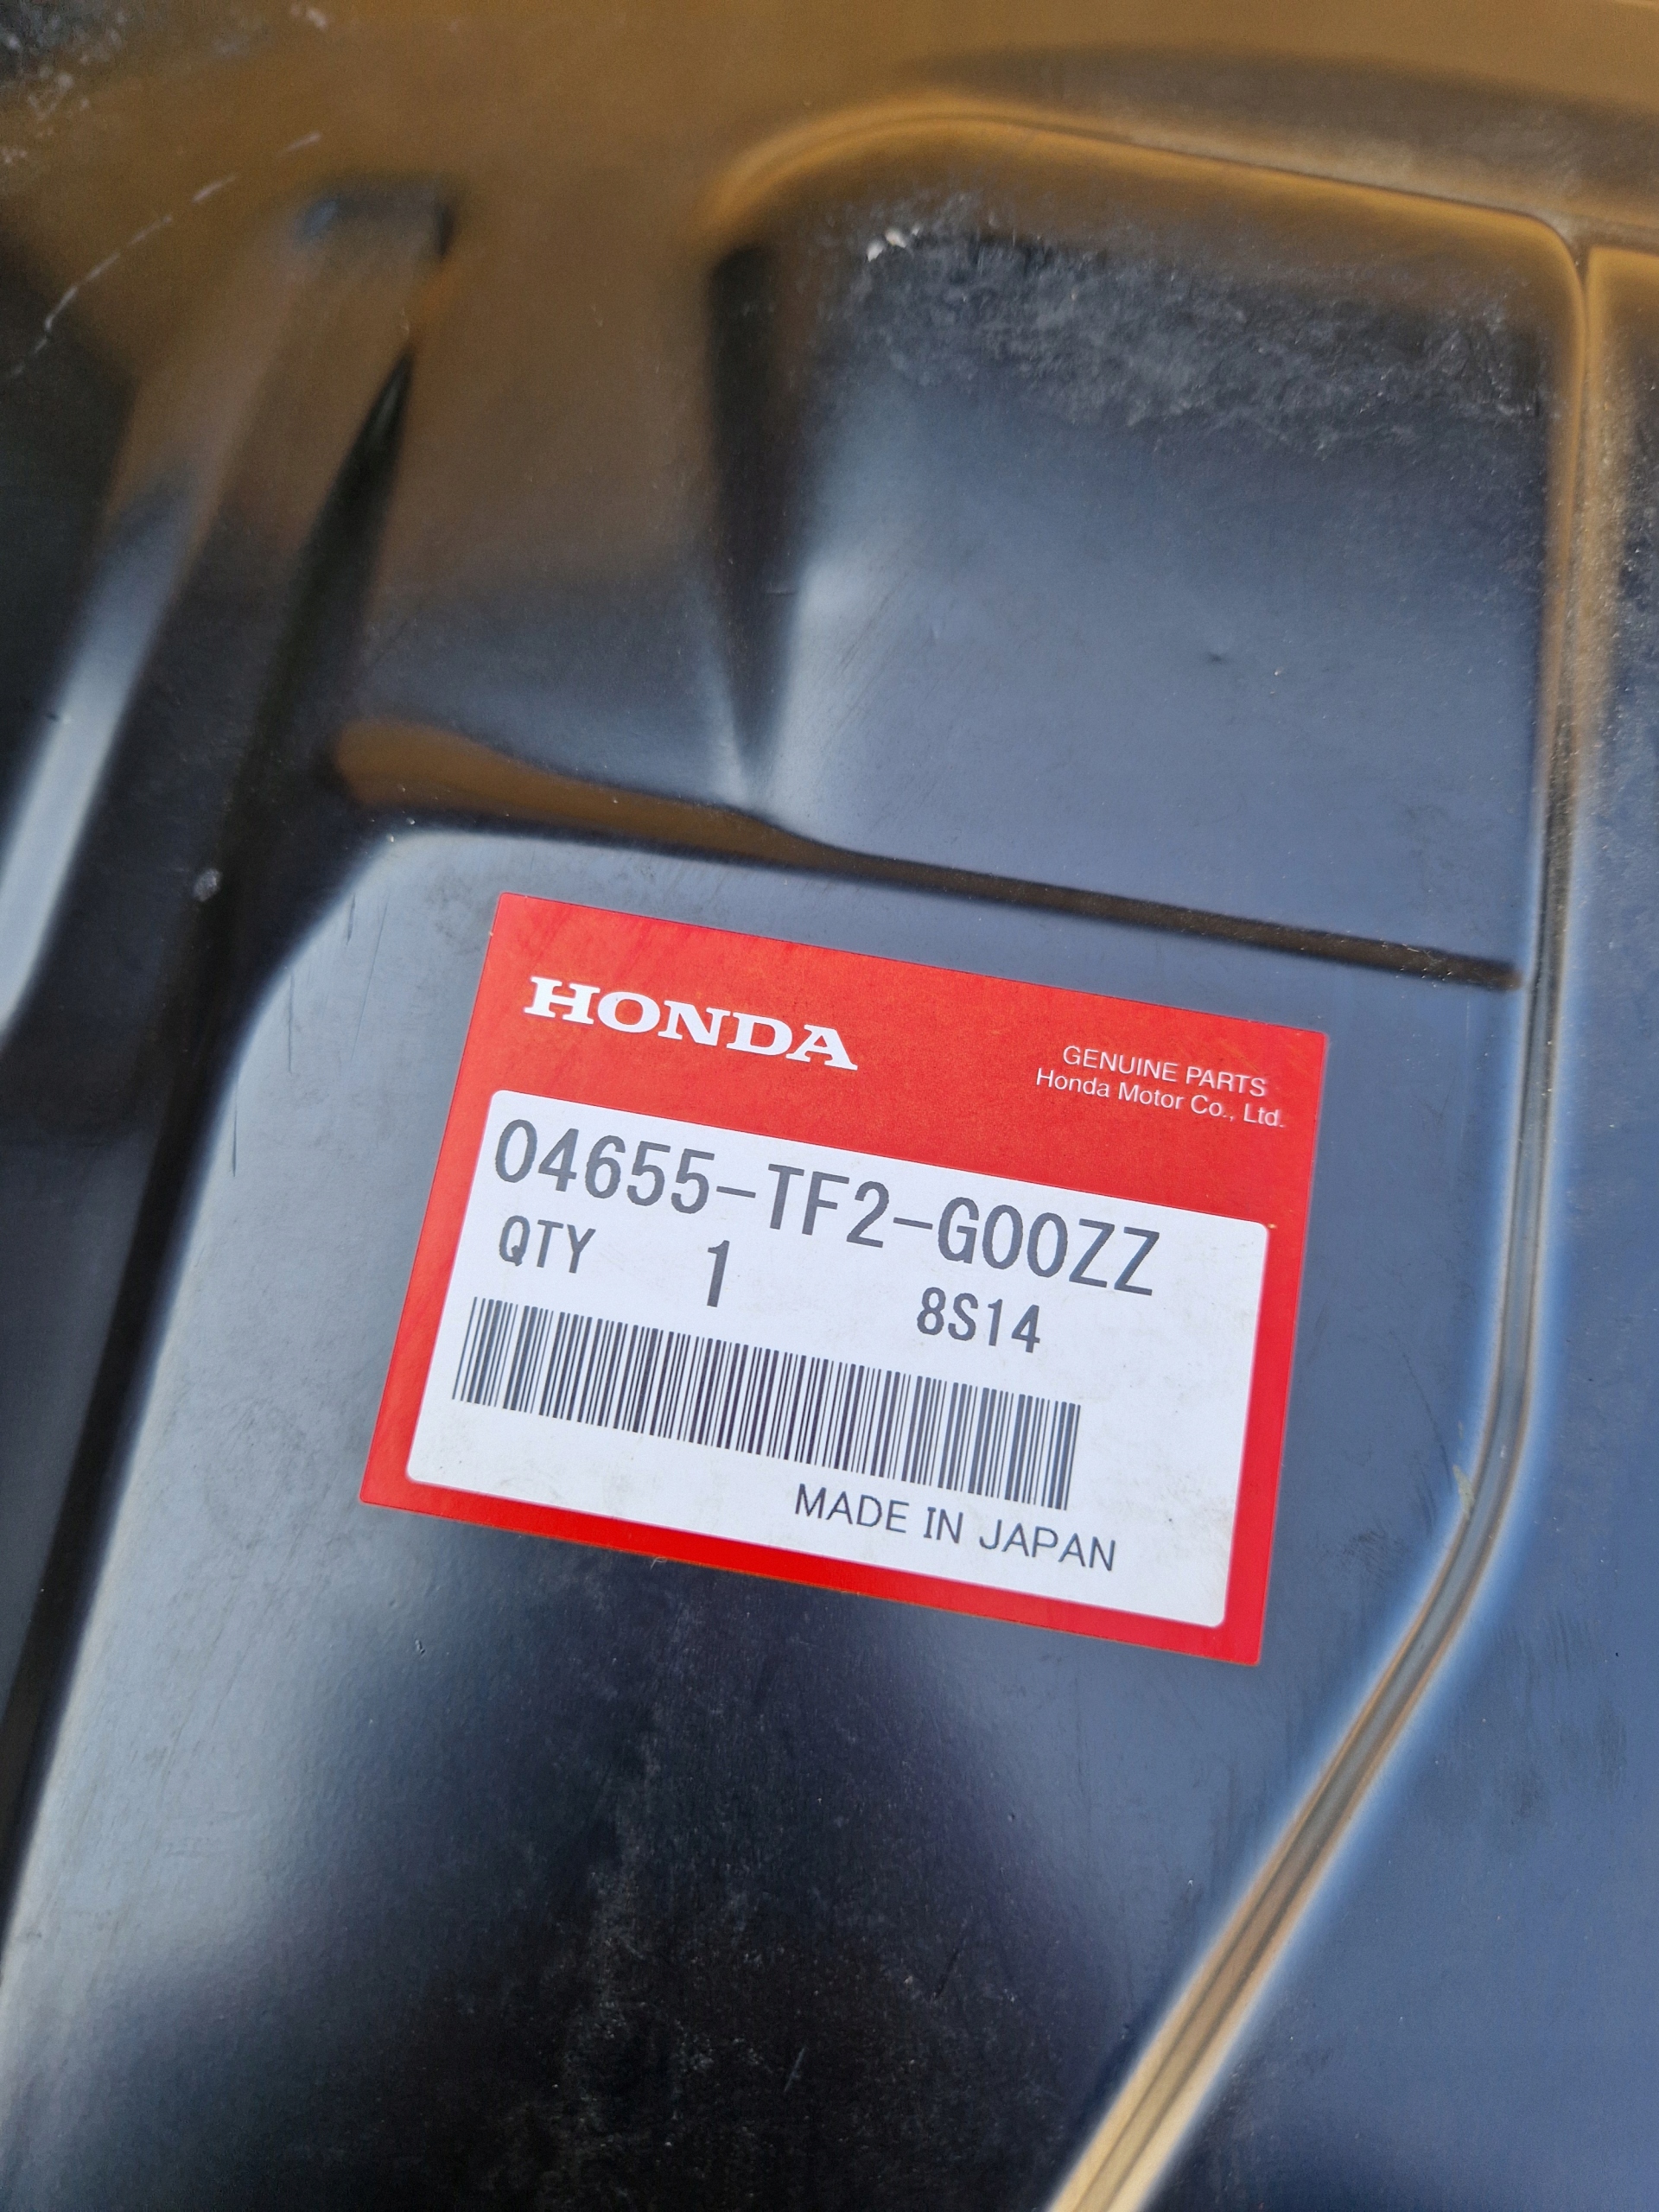 HONDA
GENUINE PARTS
Honda Motor Co., Ltd.
04655-TF2-G00ZZ
QTY 1 8S14
MADE IN JAPAN